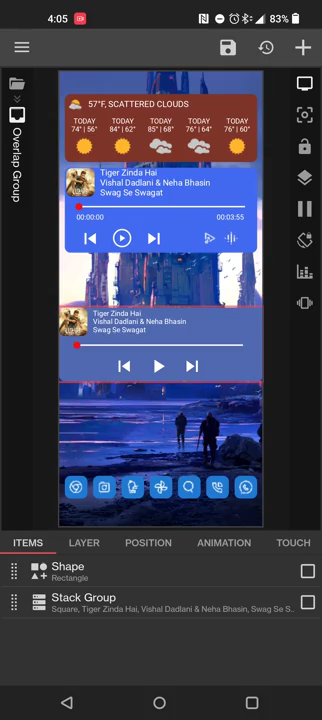 4:05
83%
57°F, SCATTERED CLOUDS
TODAY TODAY TODAY TODAY TODAY
74° | 56° 84° | 62° 85° | 68° 76° | 64° 76° | 60°
Tiger Zinda Hai
Vishal Dadlani & Neha Bhasin
Swag Se Swagat
00:00:00 00:03:55
Tiger Zinda Hai
Vishal Dadlani & Neha Bhasin
Swag Se Swagat
Overlap Group
ITEMS LAYER POSITION ANIMATION TOUCH
Shape
Rectangle
Stack Group
Square, Tiger Zinda Hai, Vishal Dadlani & Neha Bhasin, Swag Se S..